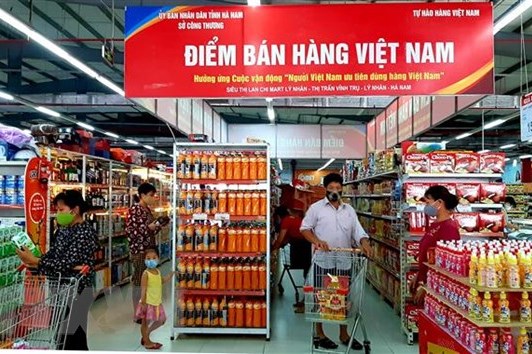 ỦY BAN NHÂN DÂN TỈNH HÀ NAM
SỞ CÔNG THƯƠNG
TỰ HÀO HÀNG VIỆT NAM
ĐIỂM BÁN HÀNG VIỆT NAM
Hưởng ứng Cuộc vận động "Người Việt Nam ưu tiên dùng hàng Việt Nam"
SIÊU THỊ LAN CHI MART LÝ NHÂN - THỊ TRẤN VĨNH TRỤ - LÝ NHÂN - HÀ NAM